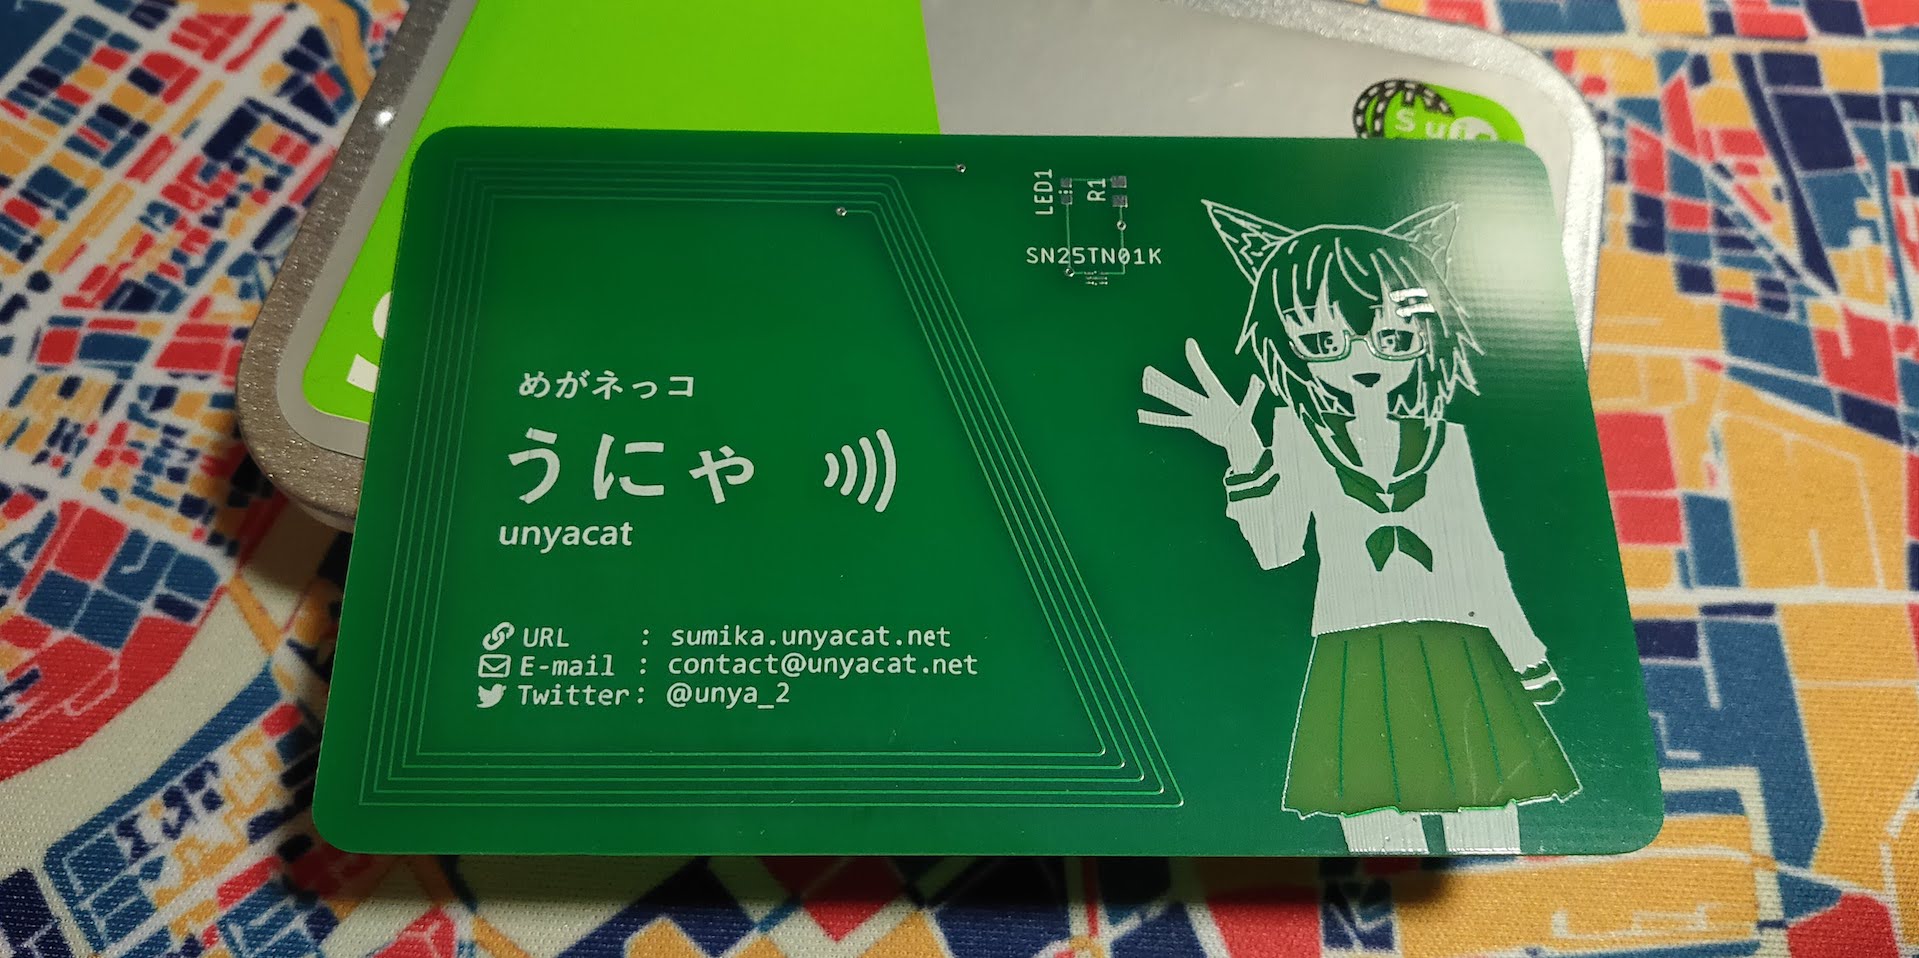 Suic
LED1
R1
SN25TN01K
めがネっコ
うにゃ
unyacat
URL : sumika.unyacat.net
E-mail : contact@unyacat.net
Twitter: @unya_2